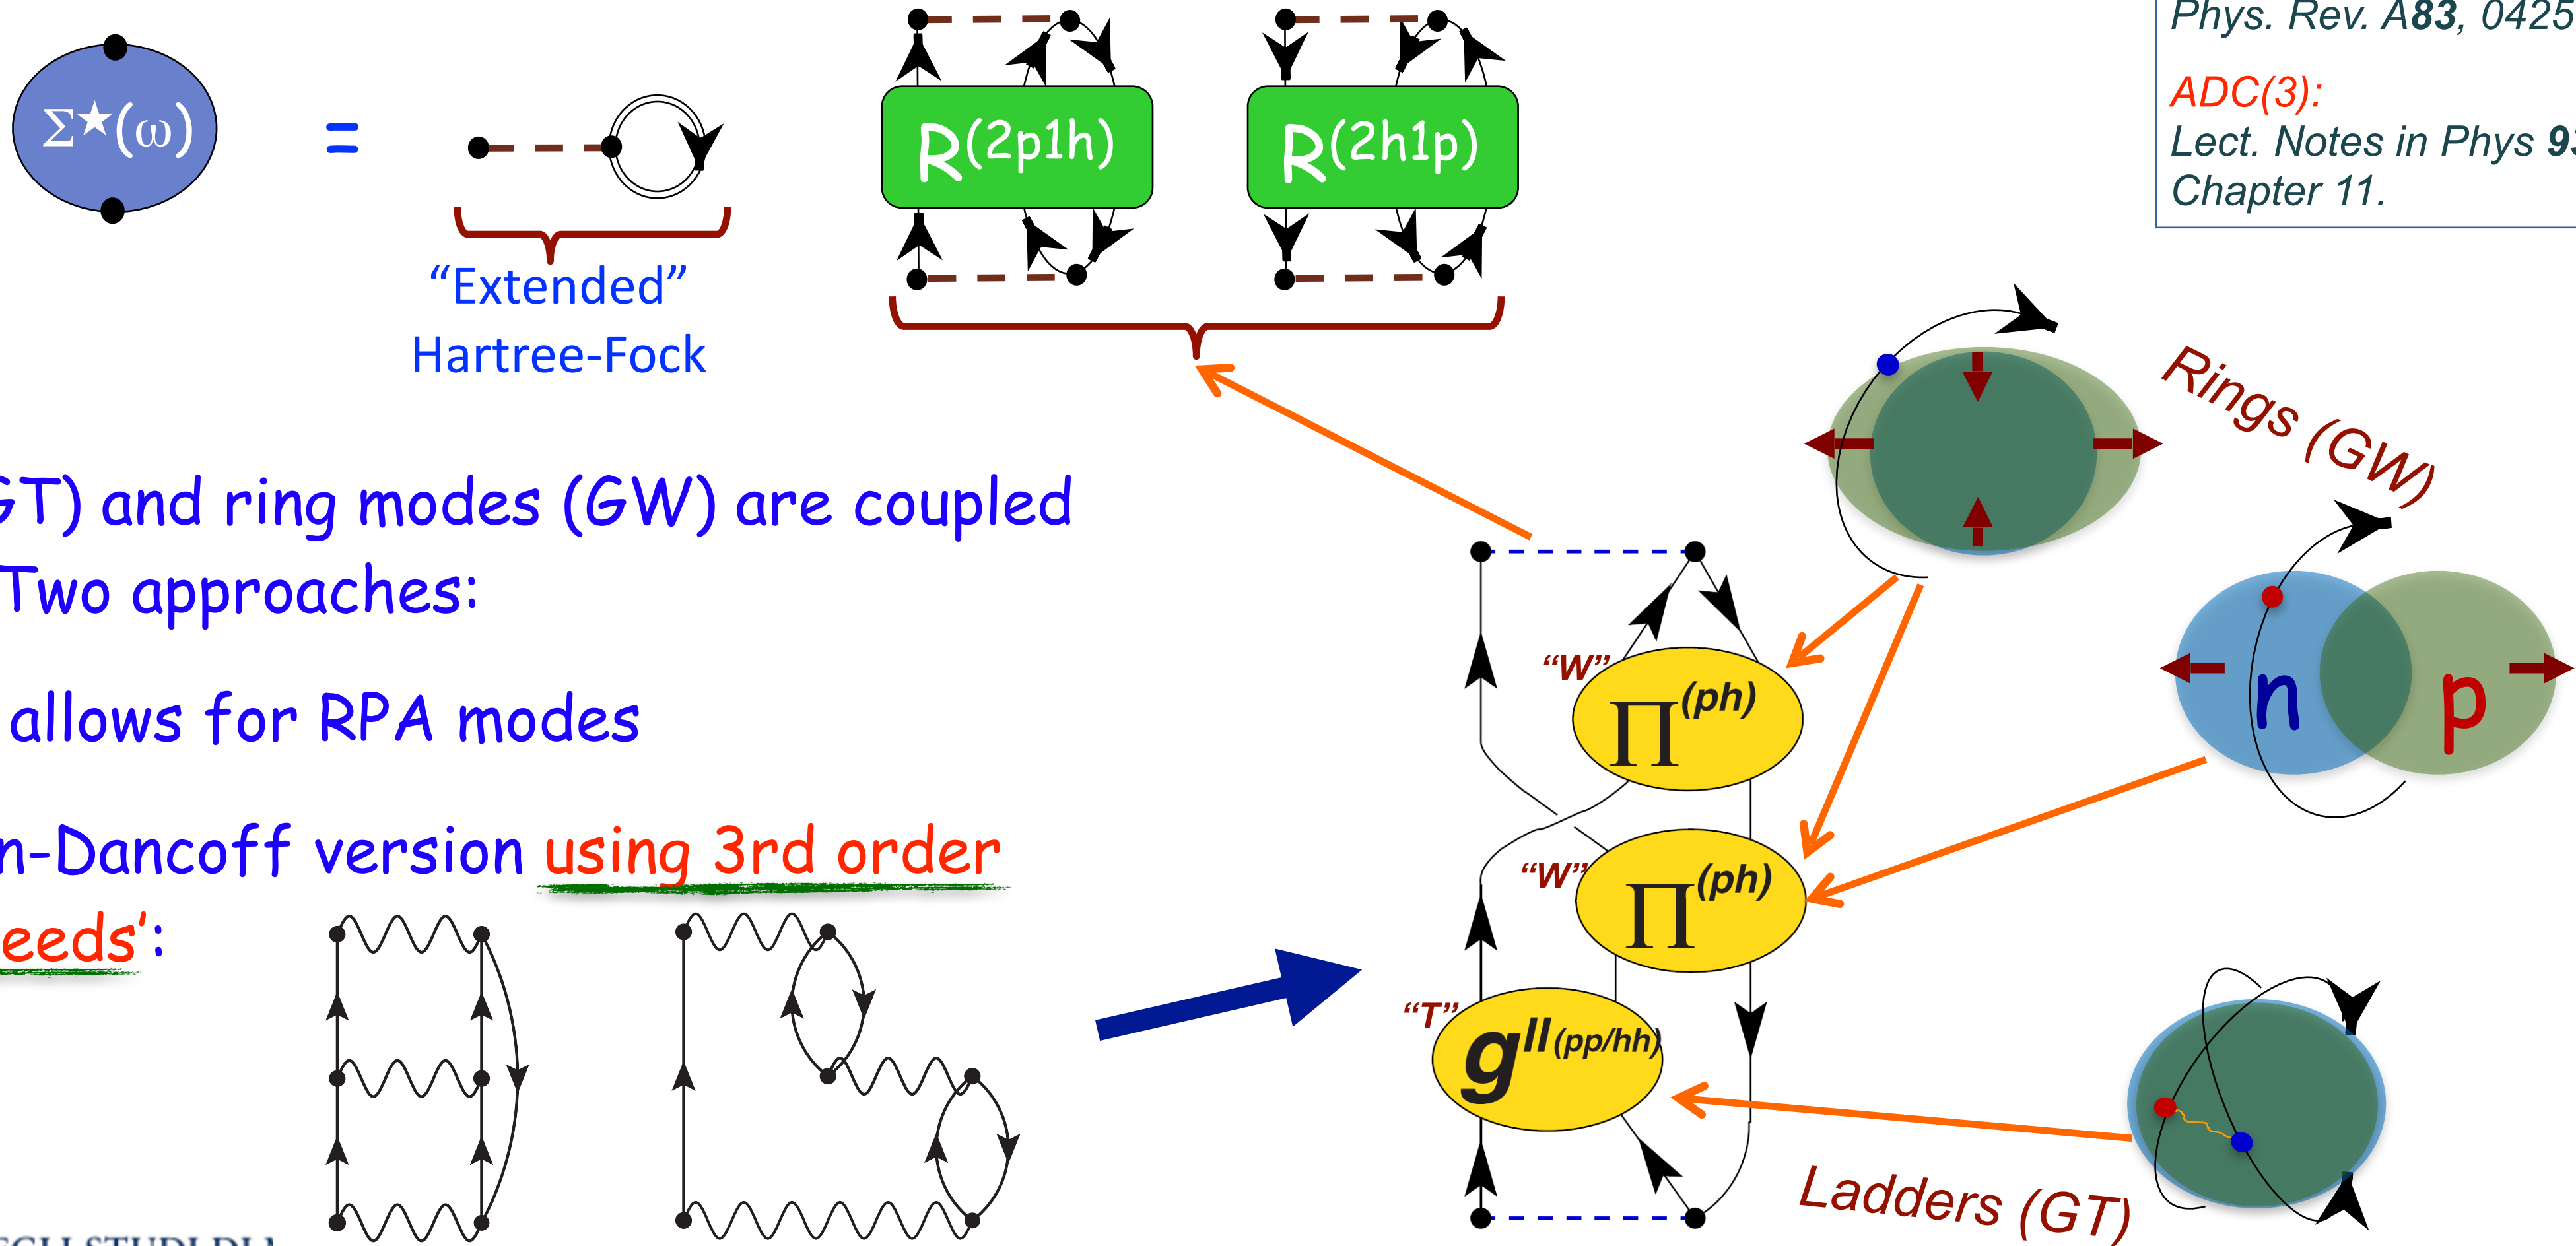 Phys. Rev. A83, 0425
ADC(3):
Lect. Notes in Phys 93
Chapter 11.
Σ★(ω)
=
R(2p1h)
R(2h1p)
“Extended”
Hartree-Fock
GT) and ring modes (GW) are coupled
Two approaches:
allows for RPA modes
n-Dancoff version using 3rd order
eeds’:
Rings (GW)
n
p
“W”
Π(ph)
“W”
Π(ph)
“T”
gII(pp/hh)
Ladders (GT)